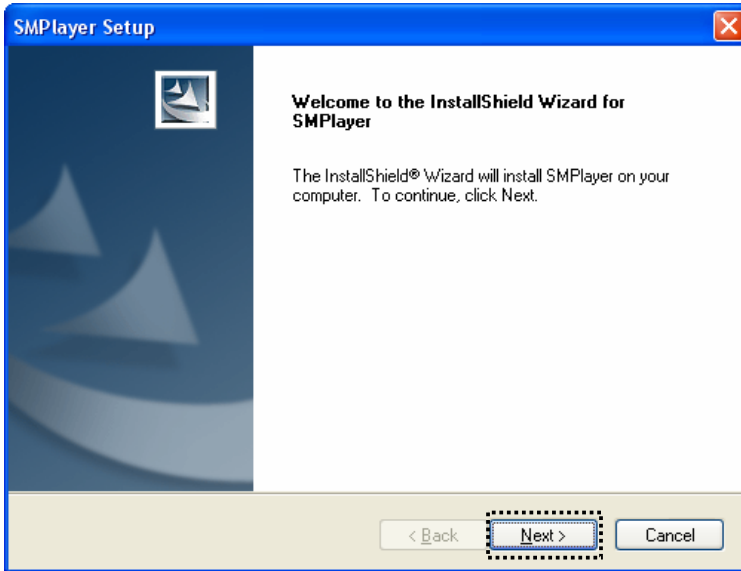 SMPlayer Setup
Welcome to the InstallShield Wizard for
SMPlayer
The InstallShield® Wizard will install SMPlayer on your
computer. To continue, click Next.
< Back
Next >
Cancel